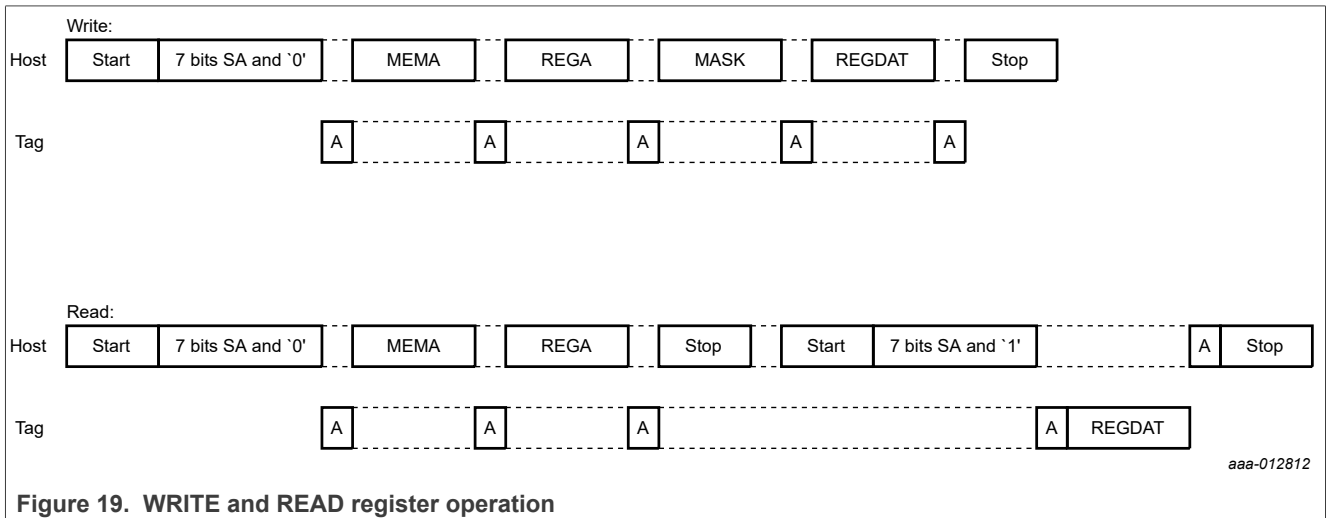 Write:
Host Start 7 bits SA and `0' MEMA REGA MASK REGDAT Stop
Tag A A A A A
Read:
Host Start 7 bits SA and `0' MEMA REGA Stop Start 7 bits SA and `1' A Stop
Tag A A A A REGDAT
aaa-012812
Figure 19. WRITE and READ register operation